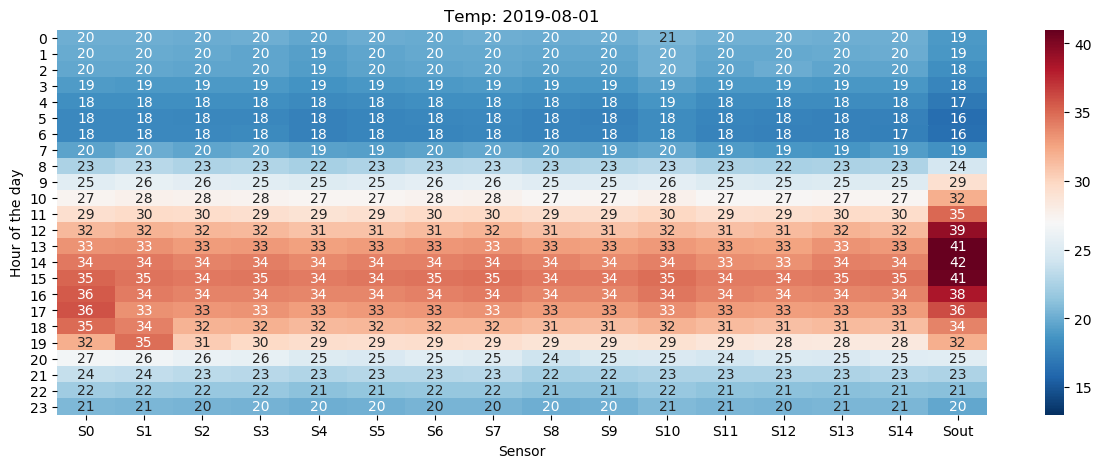 Temp: 2019-08-01
Hour of the day
0 20 20 20 20 20 20 20 20 20 20 21 20 20 20 20 19
1 20 20 20 20 19 20 20 20 20 20 20 20 20 20 20 19
2 20 20 20 20 19 20 20 20 20 20 20 20 20 20 20 18
3 19 19 19 19 19 19 19 19 19 19 19 19 19 19 19 18
4 18 18 18 18 18 18 18 18 18 18 19 18 18 18 18 17
5 18 18 18 18 18 18 18 18 18 18 18 18 18 18 18 16
6 18 18 18 18 18 18 18 18 18 18 18 18 18 18 17 16
7 20 20 20 20 19 19 20 20 20 19 20 19 19 19 19 19
8 23 23 23 23 22 23 23 23 23 23 23 23 22 23 23 24
9 25 26 26 25 25 25 26 26 25 25 26 25 25 25 25 29
10 27 28 28 28 27 27 28 28 27 27 28 27 27 27 27 32
11 29 30 30 29 29 29 30 30 29 29 30 29 29 30 30 35
12 32 32 32 32 31 31 31 32 31 31 32 31 31 32 32 39
13 33 33 33 33 33 33 33 33 33 33 33 33 33 33 33 41
14 34 34 34 34 34 34 34 34 34 34 34 33 33 34 34 42
15 35 35 34 35 34 34 35 34 34 34 35 34 34 35 35 41
16 36 34 34 34 34 34 34 34 34 34 34 34 34 34 34 38
17 36 33 33 33 33 33 33 33 33 33 33 33 33 33 33 36
18 35 34 32 32 32 32 32 32 31 31 32 31 31 31 31 34
19 32 35 31 30 29 29 29 29 29 29 29 29 28 28 28 32
20 27 26 26 26 25 25 25 25 24 25 25 24 25 25 25 25
21 24 24 23 23 23 23 23 23 22 22 23 23 23 23 23 23
22 22 22 22 22 21 21 22 22 21 21 22 21 21 21 21 21
23 21 21 20 20 20 20 20 20 20 20 21 21 20 21 21 20
S0 S1 S2 S3 S4 S5 S6 S7 S8 S9 S10 S11 S12 S13 S14 Sout
Sensor
40
35
30
25
20
15